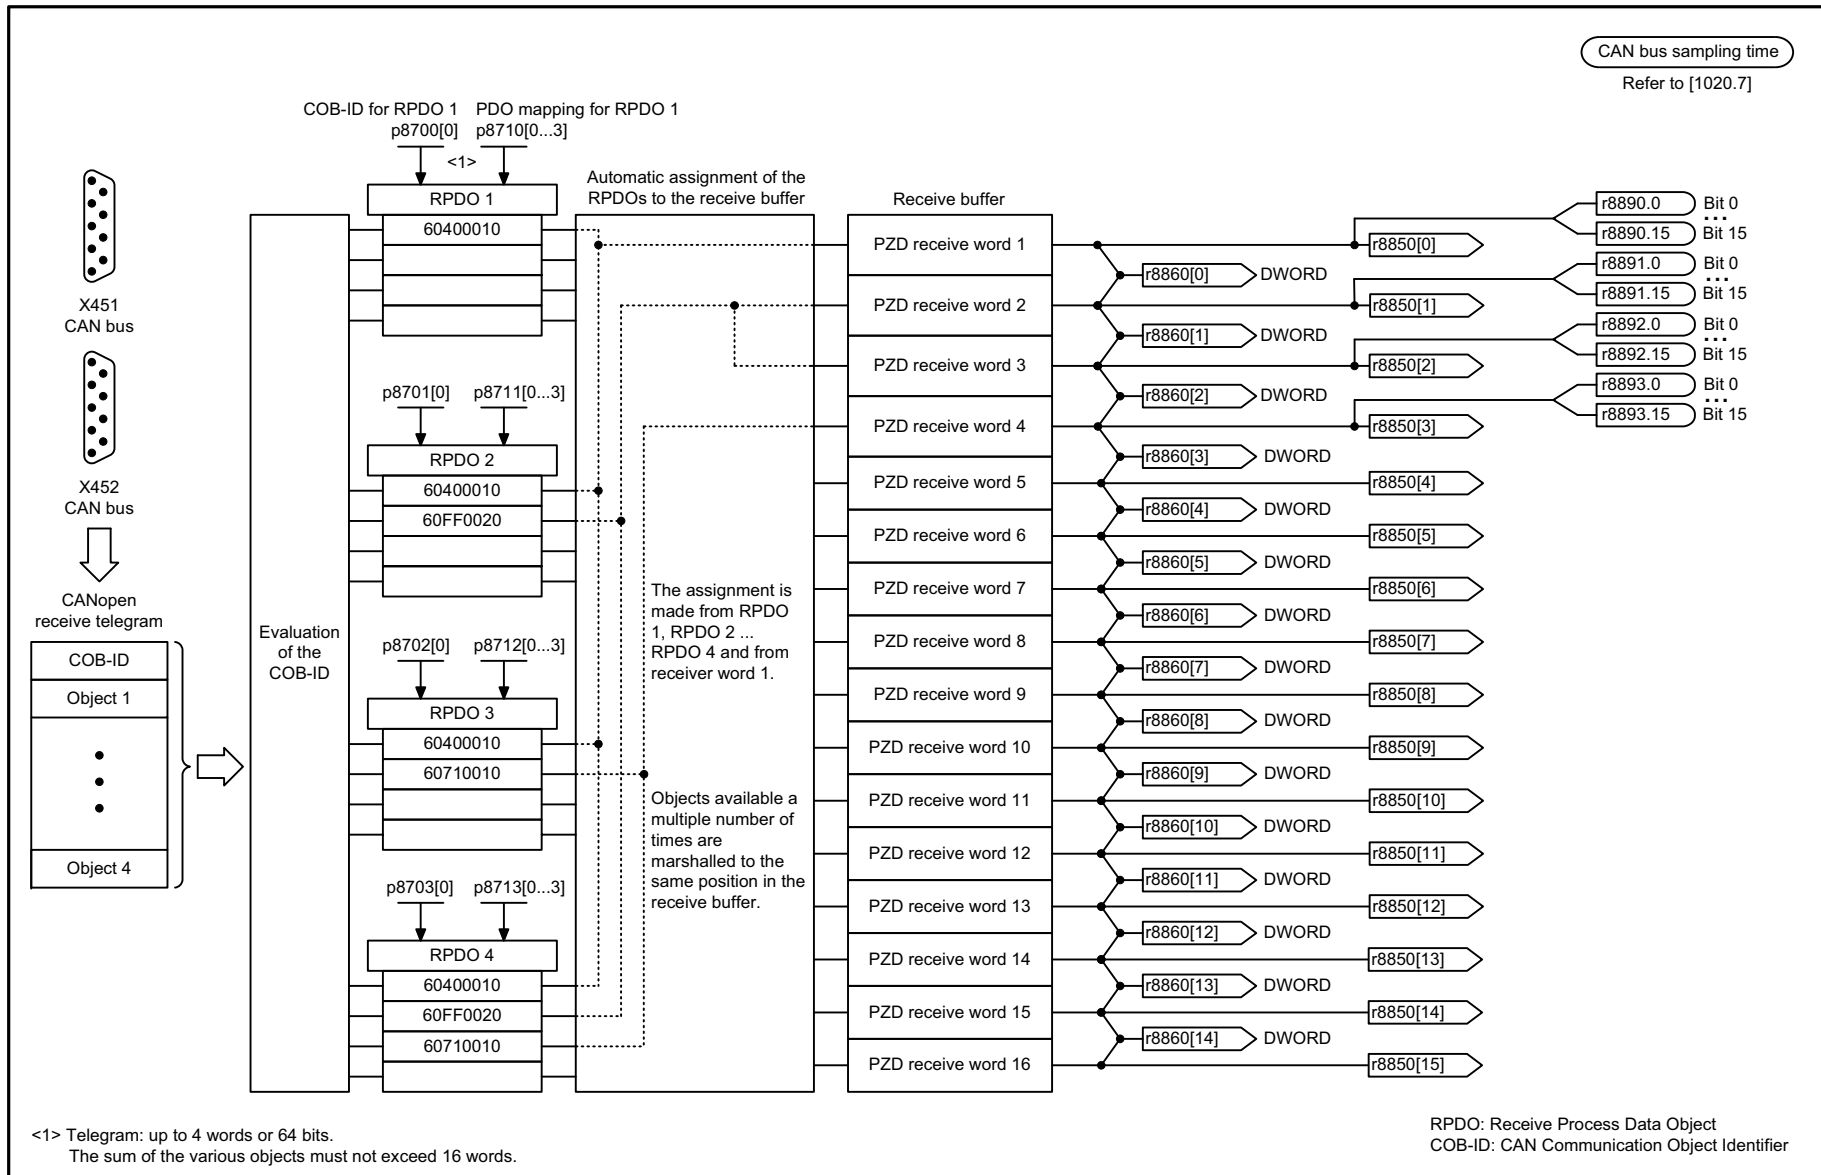 CAN bus sampling time
Refer to [1020.7]
COB-ID for RPDO 1
p8700[0]
PDO mapping for RPDO 1
p8710[0...3]
<1>
X451
CAN bus
X452
CAN bus
CANopen
receive telegram
COB-ID
Object 1
Object 4
Evaluation
of the
COB-ID
RPDO 1
60400010
p8701[0]
p8711[0...3]
RPDO 2
60400010
60FF0020
p8702[0]
p8712[0...3]
RPDO 3
60400010
60710010
p8703[0]
p8713[0...3]
RPDO 4
60400010
60FF0020
60710010
Automatic assignment of the
RPDOs to the receive buffer
The assignment is
made from RPDO
1, RPDO 2 ...
RPDO 4 and from
receiver word 1.
Objects available a
multiple number of
times are
marshalled to the
same position in the
receive buffer.
Receive buffer
PZD receive word 1
PZD receive word 2
PZD receive word 3
PZD receive word 4
PZD receive word 5
PZD receive word 6
PZD receive word 7
PZD receive word 8
PZD receive word 9
PZD receive word 10
PZD receive word 11
PZD receive word 12
PZD receive word 13
PZD receive word 14
PZD receive word 15
PZD receive word 16
r8860[0] DWORD
r8860[1] DWORD
r8860[2] DWORD
r8860[3] DWORD
r8860[4] DWORD
r8860[5] DWORD
r8860[6] DWORD
r8860[7] DWORD
r8860[8] DWORD
r8860[9] DWORD
r8860[10] DWORD
r8860[11] DWORD
r8860[12] DWORD
r8860[13] DWORD
r8860[14] DWORD
r8850[0]
r8850[1]
r8850[2]
r8850[3]
r8850[4]
r8850[5]
r8850[6]
r8850[7]
r8850[8]
r8850[9]
r8850[10]
r8850[11]
r8850[12]
r8850[13]
r8850[14]
r8850[15]
r8890.0 Bit 0
...
r8890.15 Bit 15
r8891.0 Bit 0
...
r8891.15 Bit 15
r8892.0 Bit 0
...
r8892.15 Bit 15
r8893.0 Bit 0
...
r8893.15 Bit 15
<1> Telegram: up to 4 words or 64 bits.
The sum of the various objects must not exceed 16 words.
RPDO: Receive Process Data Object
COB-ID: CAN Communication Object Identifier